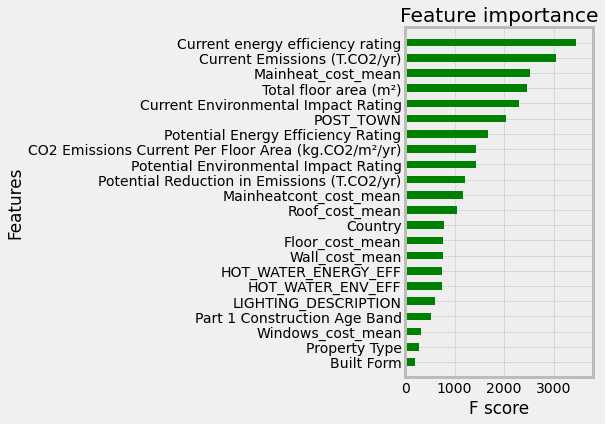 Feature importance
Features
Current energy efficiency rating
Current Emissions (T.CO2/yr)
Mainheat_cost_mean
Total floor area (m²)
Current Environmental Impact Rating
POST_TOWN
Potential Energy Efficiency Rating
CO2 Emissions Current Per Floor Area (kg.CO2/m²/yr)
Potential Environmental Impact Rating
Potential Reduction in Emissions (T.CO2/yr)
Mainheatcont_cost_mean
Roof_cost_mean
Country
Floor_cost_mean
Wall_cost_mean
HOT_WATER_ENERGY_EFF
HOT_WATER_ENV_EFF
LIGHTING_DESCRIPTION
Part 1 Construction Age Band
Windows_cost_mean
Property Type
Built Form
0 1000 2000 3000
F score